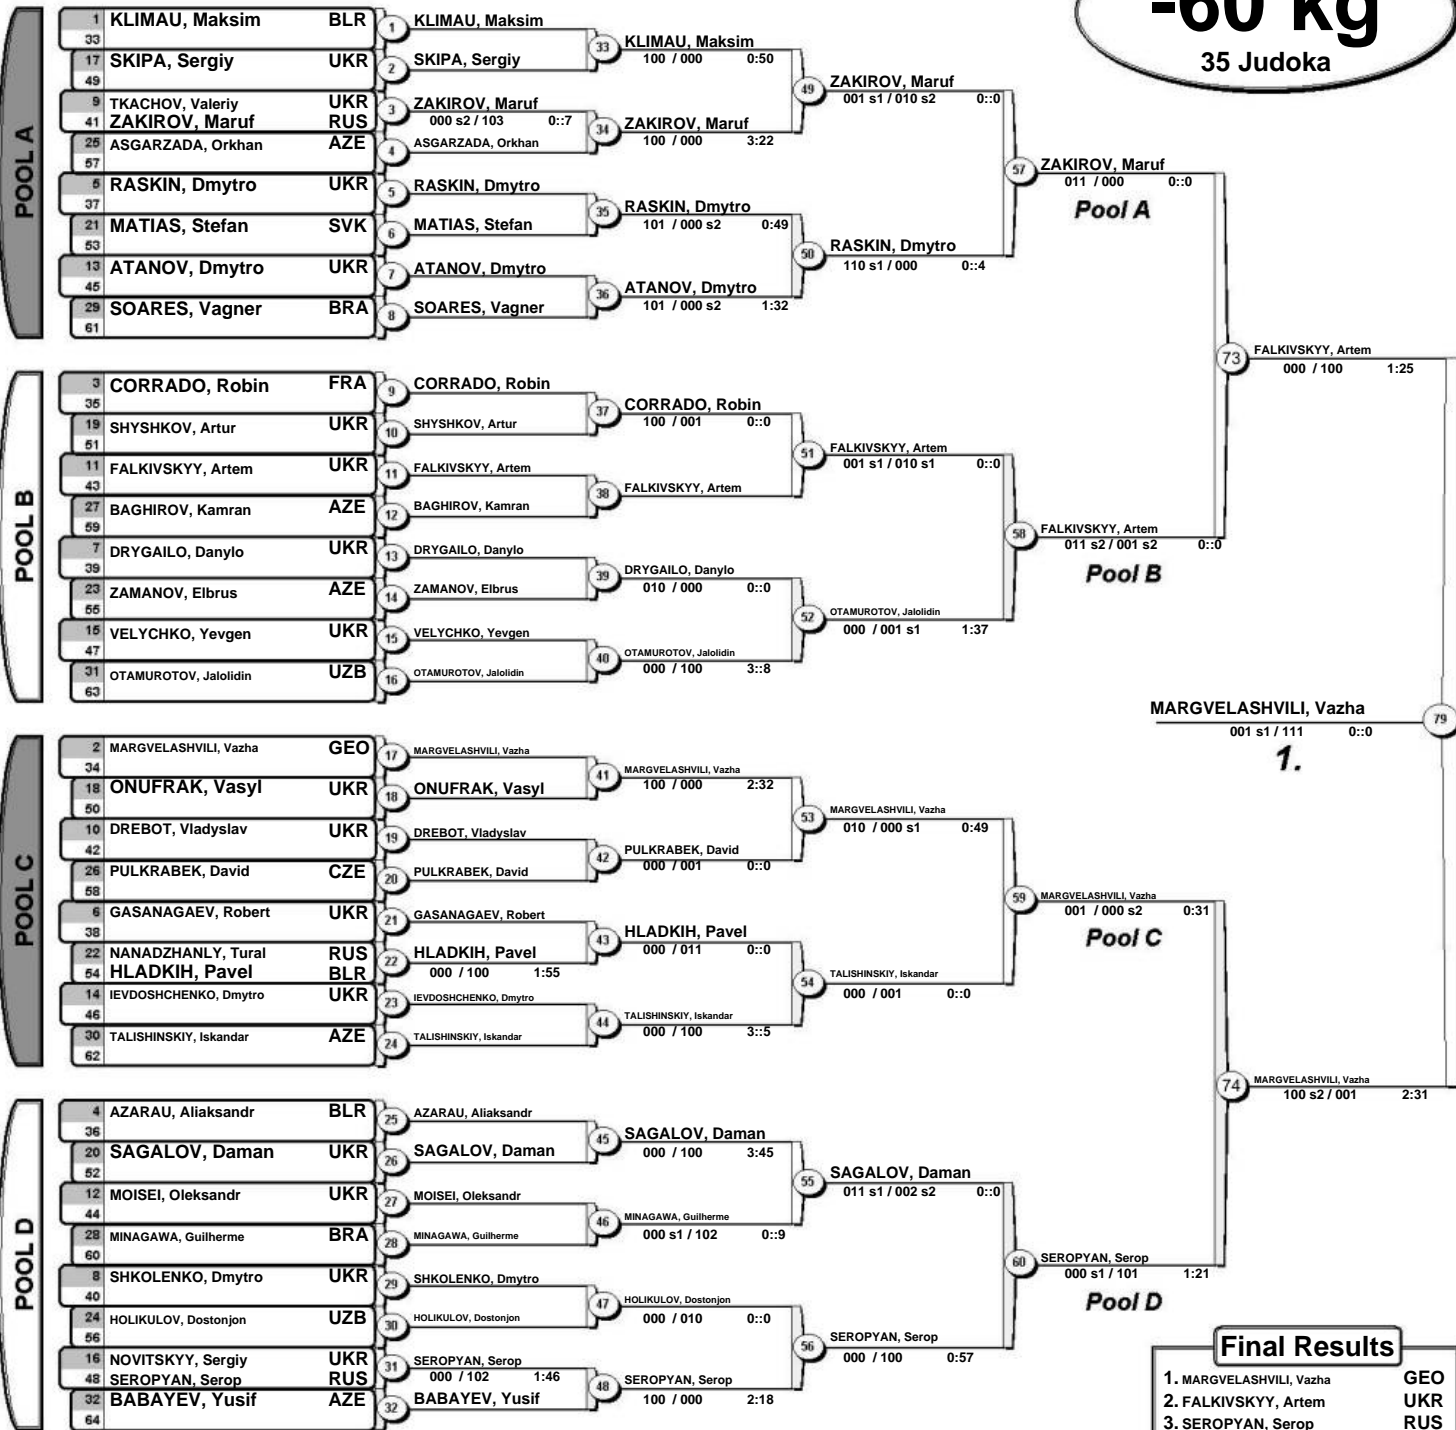 -60 kg
35 Judoka
POOL A
1 KLIMAU, Maksim BLR
33
17 SKIPA, Sergiy UKR
49
9 TKACHOV, Valeriy UKR
41 ZAKIROV, Maruf RUS
25 ASGARZADA, Orkhan AZE
57
5 RASKIN, Dmytro UKR
37
21 MATIAS, Stefan SVK
53
13 ATANOV, Dmytro UKR
45
29 SOARES, Vagner BRA
61
1 KLIMAU, Maksim
2 SKIPA, Sergiy
3 ZAKIROV, Maruf
000 s2 / 103 0::7
4 ASGARZADA, Orkhan
5 RASKIN, Dmytro
6 MATIAS, Stefan
7 ATANOV, Dmytro
8 SOARES, Vagner
33 KLIMAU, Maksim
100 / 000 0:50
34 ZAKIROV, Maruf
100 / 000 3:22
35 RASKIN, Dmytro
101 / 000 s2 0:49
36 ATANOV, Dmytro
101 / 000 s2 1:32
49 ZAKIROV, Maruf
001 s1 / 010 s2 0::0
50 RASKIN, Dmytro
110 s1 / 000 0::4
57 ZAKIROV, Maruf
011 / 000 0::0
Pool A
POOL B
3 CORRADO, Robin FRA
35
19 SHYSHKOV, Artur UKR
51
11 FALKIVSKYY, Artem UKR
43
27 BAGHIROV, Kamran AZE
59
7 DRYGAILO, Danylo UKR
39
23 ZAMANOV, Elbrus AZE
55
15 VELYCHKO, Yevgen UKR
47
31 OTAMUROTOV, Jalolidin UZB
63
9 CORRADO, Robin
10 SHYSHKOV, Artur
11 FALKIVSKYY, Artem
12 BAGHIROV, Kamran
13 DRYGAILO, Danylo
14 ZAMANOV, Elbrus
15 VELYCHKO, Yevgen
16 OTAMUROTOV, Jalolidin
37 CORRADO, Robin
100 / 001 0::0
38 FALKIVSKYY, Artem
39 DRYGAILO, Danylo
010 / 000 0::0
40 OTAMUROTOV, Jalolidin
000 / 100 3::8
51 FALKIVSKYY, Artem
001 s1 / 010 s1 0::0
52 OTAMUROTOV, Jalolidin
000 / 001 s1 1:37
58 FALKIVSKYY, Artem
011 s2 / 001 s2 0::0
Pool B
73 FALKIVSKYY, Artem
000 / 100 1:25
MARGVELASHVILI, Vazha 79
001 s1 / 111 0::0
1.
POOL C
2 MARGVELASHVILI, Vazha GEO
34
18 ONUFRAK, Vasyl UKR
50
10 DREBOT, Vladyslav UKR
42
26 PULKRABEK, David CZE
58
6 GASANAGAEV, Robert UKR
38
22 NANADZHANLY, Tural RUS
54 HLADKIH, Pavel BLR
14 IEVDOSHCHENKO, Dmytro UKR
46
30 TALISHINSKIY, Iskandar AZE
62
17 MARGVELASHVILI, Vazha
18 ONUFRAK, Vasyl
19 DREBOT, Vladyslav
20 PULKRABEK, David
21 GASANAGAEV, Robert
22 HLADKIH, Pavel
000 / 100 1:55
23 IEVDOSHCHENKO, Dmytro
24 TALISHINSKIY, Iskandar
41 MARGVELASHVILI, Vazha
100 / 000 2:32
42 PULKRABEK, David
000 / 001 0::0
43 HLADKIH, Pavel
000 / 011 0::0
44 TALISHINSKIY, Iskandar
000 / 100 3::5
53 MARGVELASHVILI, Vazha
010 / 000 s1 0:49
54 TALISHINSKIY, Iskandar
000 / 001 0::0
59 MARGVELASHVILI, Vazha
001 / 000 s2 0:31
Pool C
POOL D
4 AZARAU, Aliaksandr BLR
36
20 SAGALOV, Daman UKR
52
12 MOISEI, Oleksandr UKR
44
28 MINAGAWA, Guilherme BRA
60
8 SHKOLENKO, Dmytro UKR
40
24 HOLIKULOV, Dostonjon UZB
56
16 NOVITSKYY, Sergiy UKR
48 SEROPYAN, Serop RUS
32 BABAYEV, Yusif AZE
64
25 AZARAU, Aliaksandr
26 SAGALOV, Daman
27 MOISEI, Oleksandr
28 MINAGAWA, Guilherme
29 SHKOLENKO, Dmytro
30 HOLIKULOV, Dostonjon
31 SEROPYAN, Serop
000 / 102 1:46
32 BABAYEV, Yusif
45 SAGALOV, Daman
000 / 100 3:45
46 MINAGAWA, Guilherme
000 s1 / 102 0::9
47 HOLIKULOV, Dostonjon
000 / 010 0::0
48 SEROPYAN, Serop
100 / 000 2:18
55 SAGALOV, Daman
011 s1 / 002 s2 0::0
56 SEROPYAN, Serop
000 / 100 0:57
60 SEROPYAN, Serop
000 s1 / 101 1:21
Pool D
74 MARGVELASHVILI, Vazha
100 s2 / 001 2:31
Final Results
1. MARGVELASHVILI, Vazha GEO
2. FALKIVSKYY, Artem UKR
3. SEROPYAN, Serop RUS